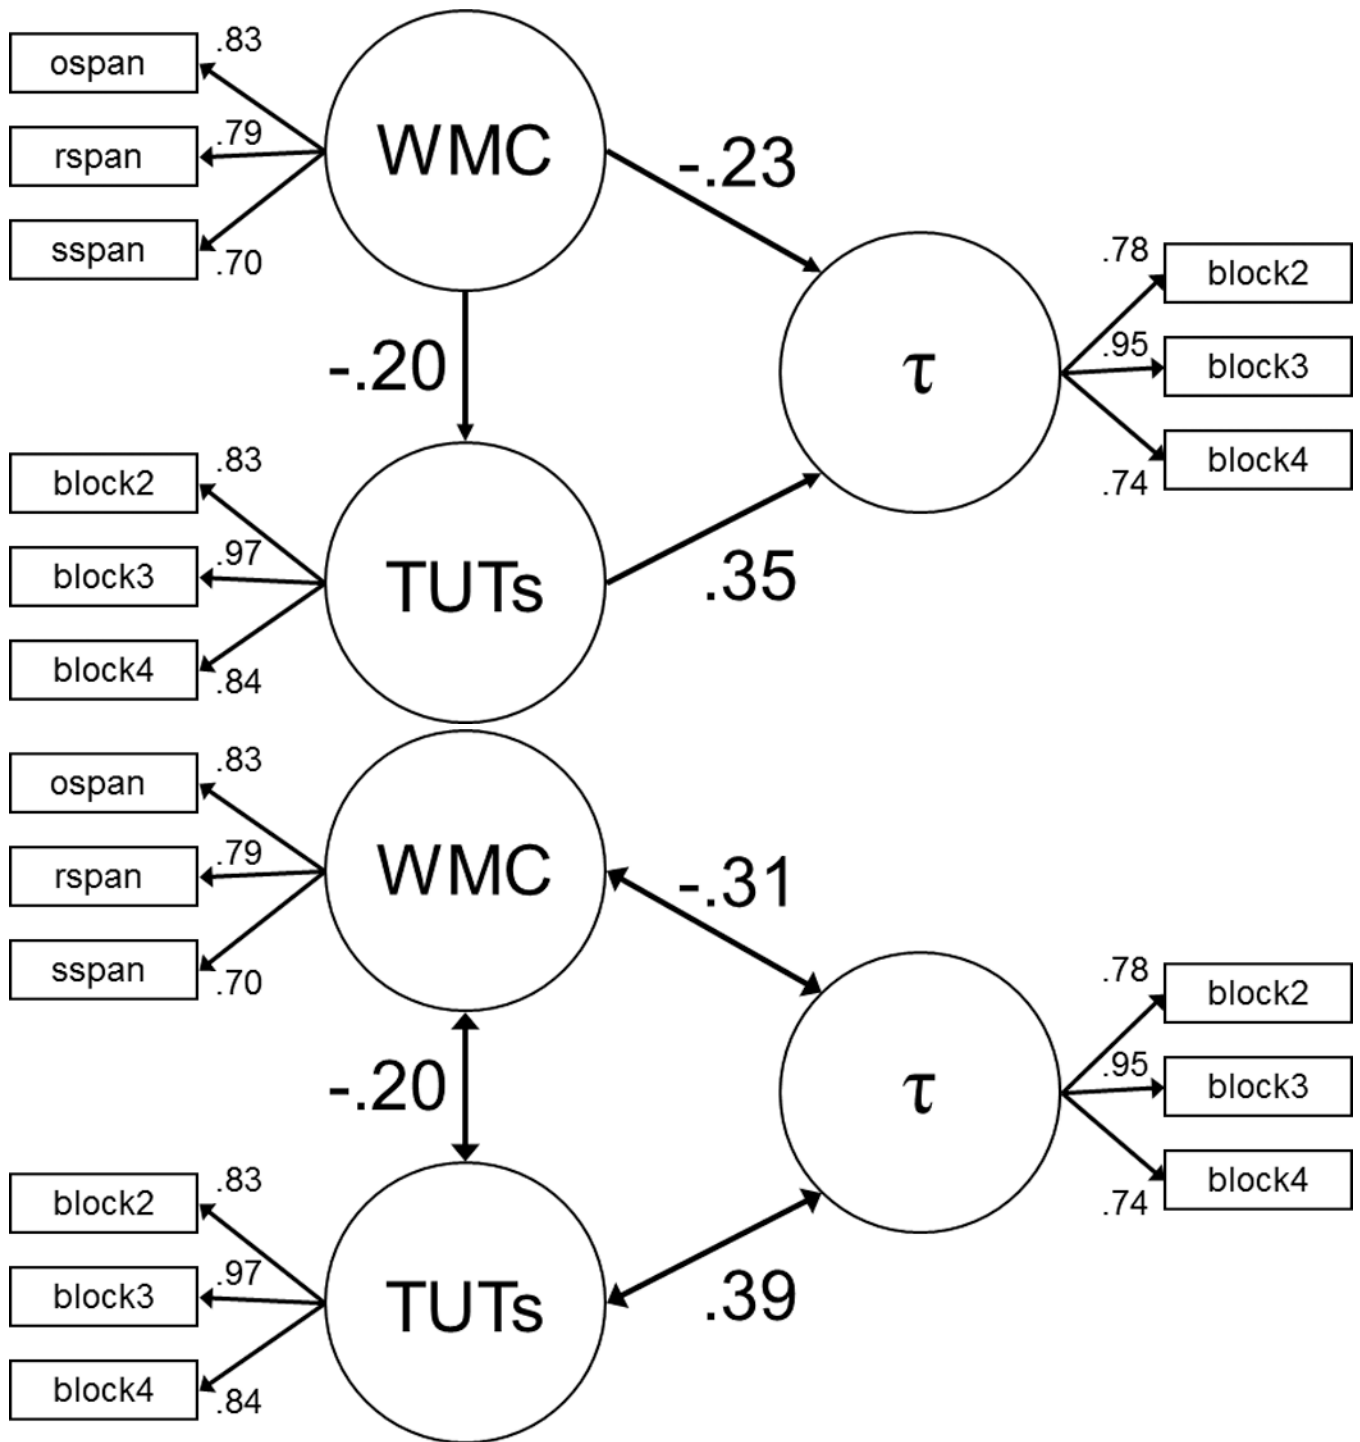 .83
ospan
WMC
.79
rspan
-.23
sspan
.70
.78
block2
-.20
τ
.95
block3
block4
.74
.83
block2
.97
block3
TUTs
.35
block4
.84
.83
ospan
WMC
.79
rspan
-.31
sspan
.70
.78
block2
-.20
τ
.95
block3
block4
.74
.83
block2
.97
block3
TUTs
.39
block4
.84